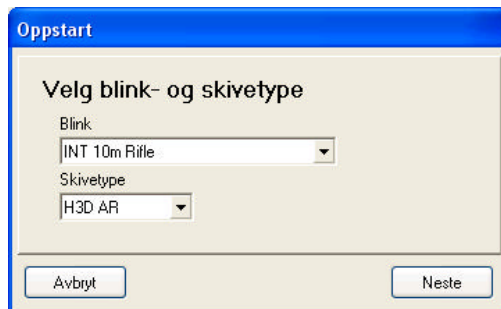 Oppstart
Velg blink- og skivetype
Blink
INT 10m Rifle
Skivetype
H3D AR
Avbryt
Neste